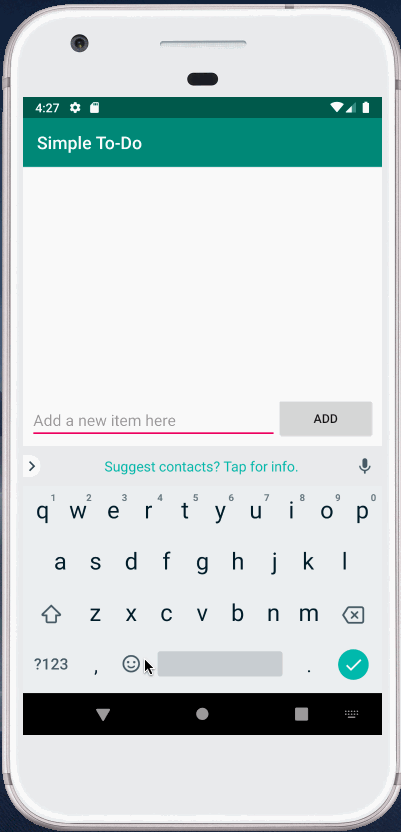 4:27
Simple To-Do
Add a new item here
ADD
Suggest contacts? Tap for info.
1 2 3 4 5 6 7 8 9 0
q w e r t y u i o p
a s d f g h j k l
z x c v b n m
?123 , .